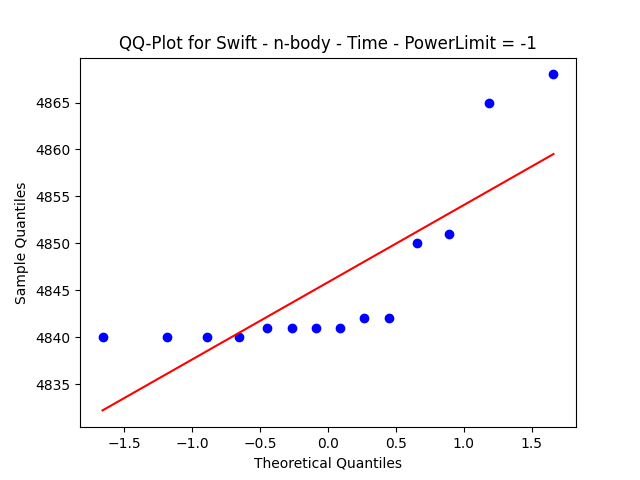 QQ-Plot for Swift - n-body - Time - PowerLimit = -1
4865
4860
4855
4850
4845
4840
4835
Sample Quantiles
−1.5 −1.0 −0.5 0.0 0.5 1.0 1.5
Theoretical Quantiles